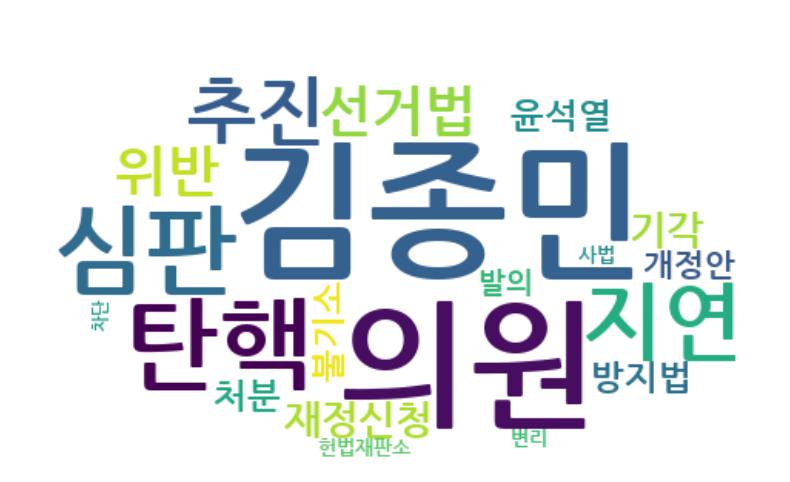 추진
선거법
윤석열
위반
김종민
기각
심판
사법
개정안
발의
차단
탄핵
불기소
의원
지연
처분
방지법
재정신청
헌법재판소
변리